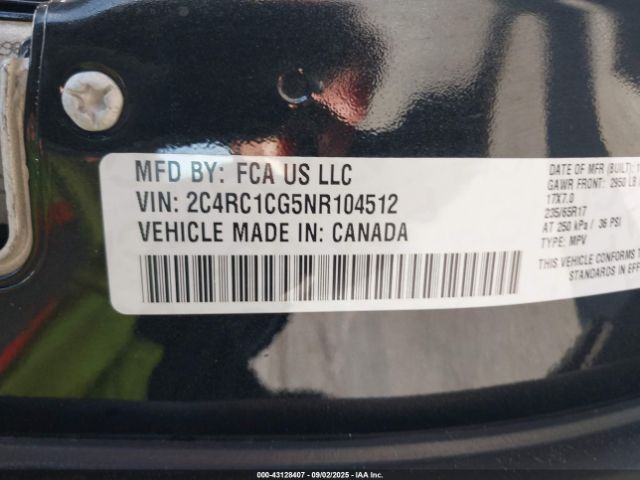 MFD BY: FCA US LLC
VIN: 2C4RC1CG5NR104512
VEHICLE MADE IN: CANADA
DATE OF MFR (BUILT):
GAWR FRONT: 2950 LB
17X7.0
235/65R17
AT 250 kPa / 36 PSI
TYPE: MPV
THIS VEHICLE CONFORMS
STANDARDS IN EFF
000-43128407 - 09/02/2025 - IAA Inc.